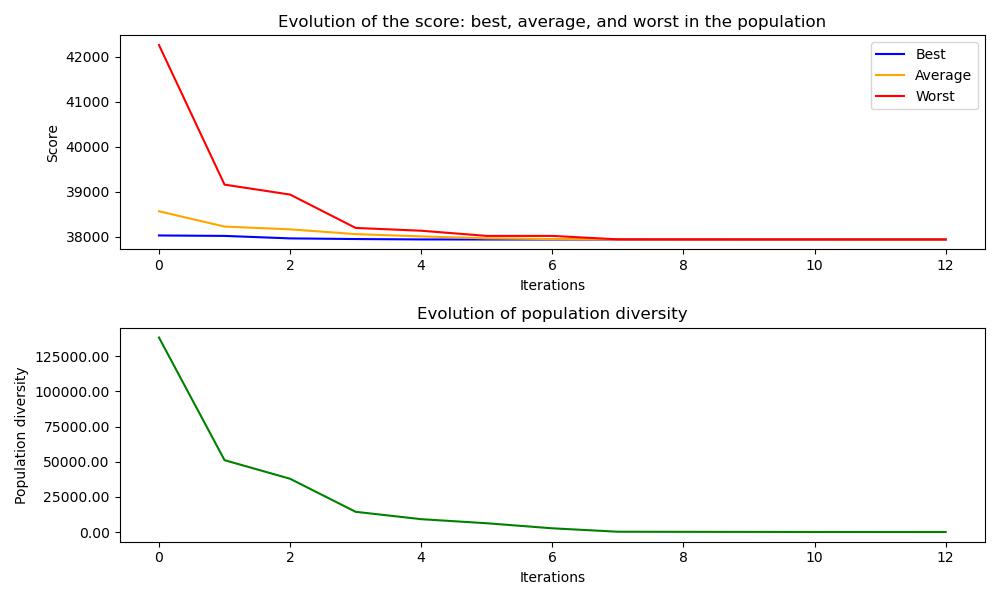 Evolution of the score: best, average, and worst in the population
Best
Average
Worst
42000
41000
40000
39000
38000
Score
0 2 4 6 8 10 12
Iterations
Evolution of population diversity
125000.00
100000.00
75000.00
50000.00
25000.00
0.00
Population diversity
0 2 4 6 8 10 12
Iterations